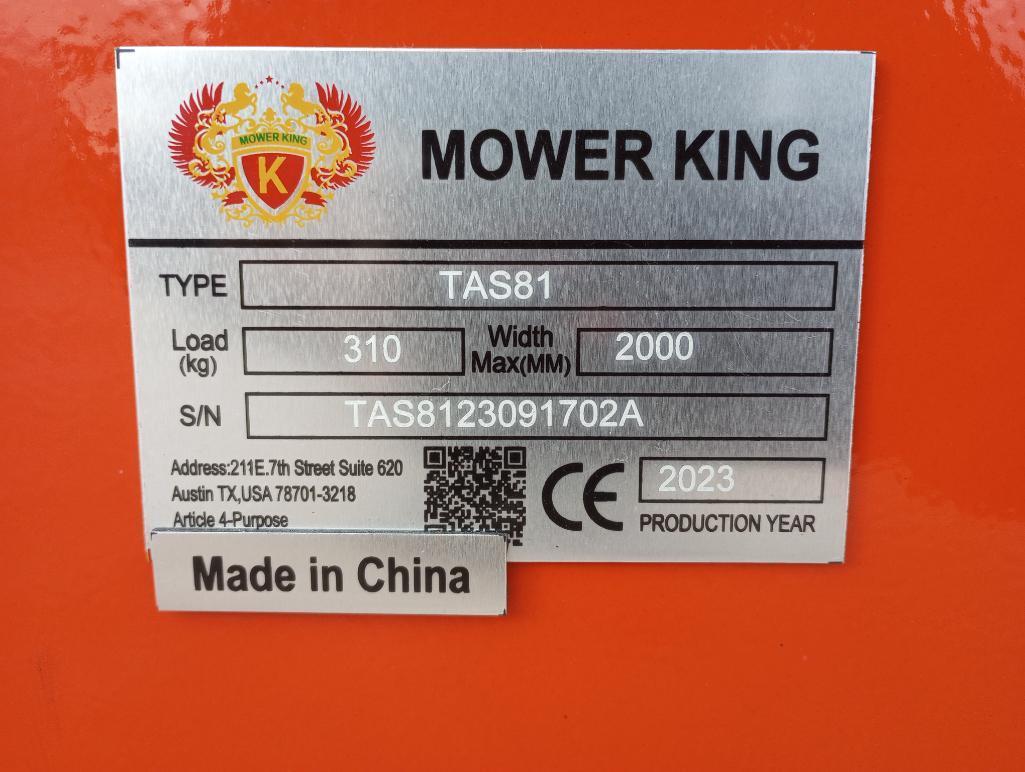 MOWER KING
K
MOWER KING
TYPE TAS81
Load (kg) 310 Width Max(MM) 2000
S/N TAS8123091702A
Address:211E.7th Street Suite 620
Austin TX,USA 78701-3218
Article 4-Purpose
CE 2023
PRODUCTION YEAR
Made in China